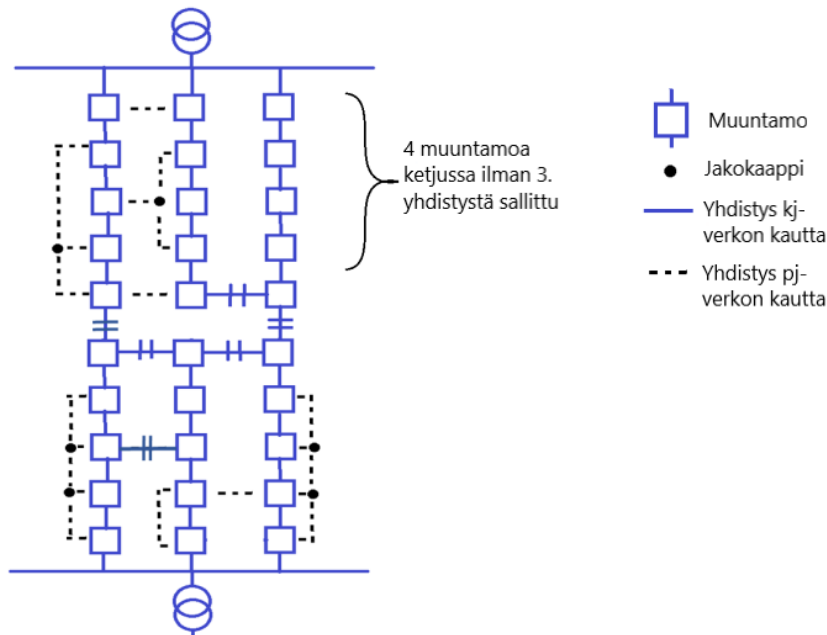 4 muuntamoa
ketjussa ilman 3.
yhdistystä sallittu
Muuntamo
Jakokaappi
Yhdistys kj-
verkon kautta
Yhdistys pj-
verkon kautta